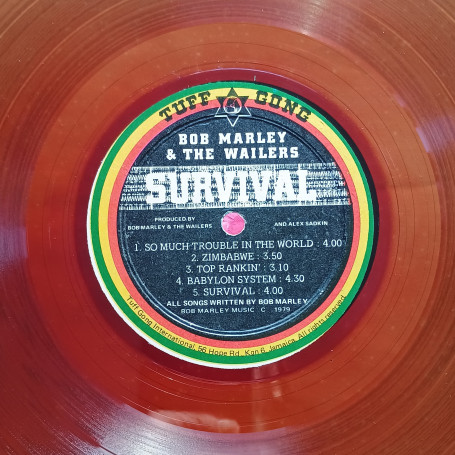 TUFF GONG
BOB MARLEY
& THE WAILERS
SURVIVAL
PRODUCED BY
BOB MARLEY & THE WAILERS
AND ALEX SADKIN
1. SO MUCH TROUBLE IN THE WORLD : 4.00
2. ZIMBABWE : 3.50
3. TOP RANKIN' : 3.10
4. BABYLON SYSTEM : 4.30
5. SURVIVAL : 4.00
ALL SONGS WRITTEN BY BOB MARLEY
BOB MARLEY MUSIC C 1979
Tuff Gong International, 56 Hope Rd, Kgn 6, Jamaica. All rights reserved.